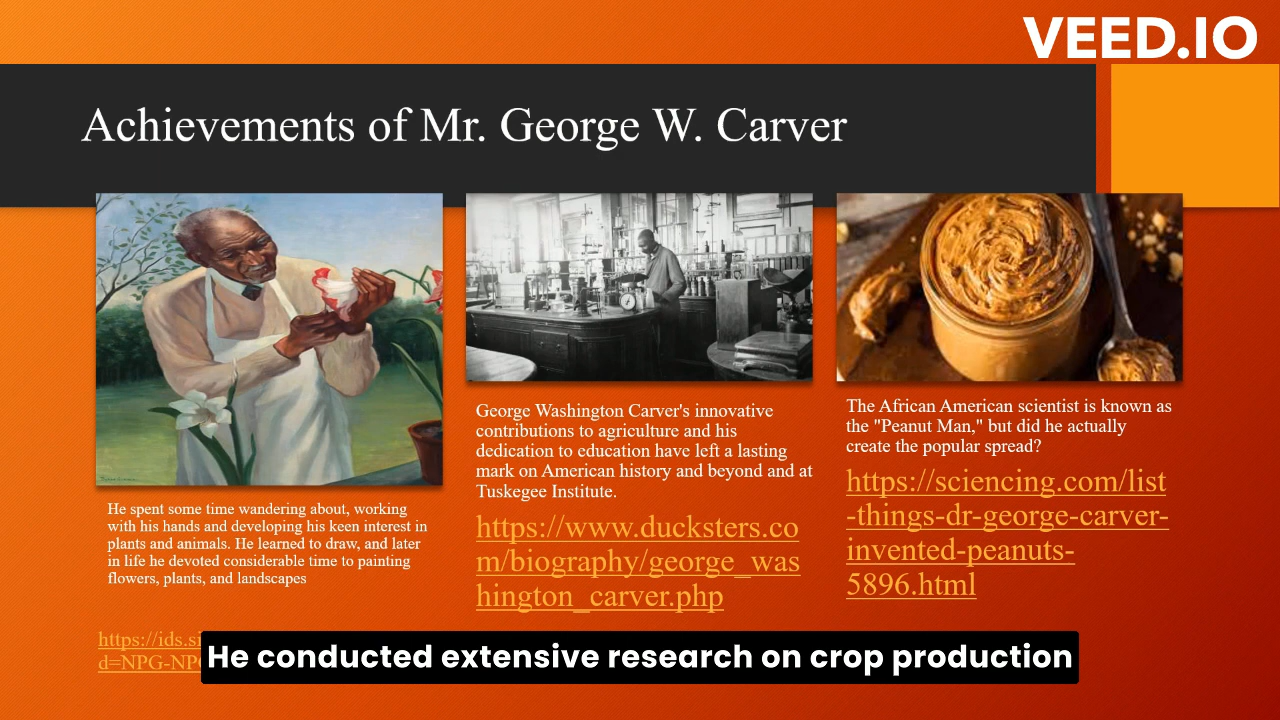 VEED.IO
Achievements of Mr. George W. Carver
He spent some time wandering about, working
with his hands and developing his keen interest in
plants and animals. He learned to draw, and later
in life he devoted considerable time to painting
flowers, plants, and landscapes
https://ids.si
d=NPG-NP
George Washington Carver's innovative
contributions to agriculture and his
dedication to education have left a lasting
mark on American history and beyond and at
Tuskegee Institute.
https://www.ducksters.co
m/biography/george_was
hington_carver.php
The African American scientist is known as
the "Peanut Man," but did he actually
create the popular spread?
https://sciencing.com/list
-things-dr-george-carver-
invented-peanuts-
5896.html
He conducted extensive research on crop production